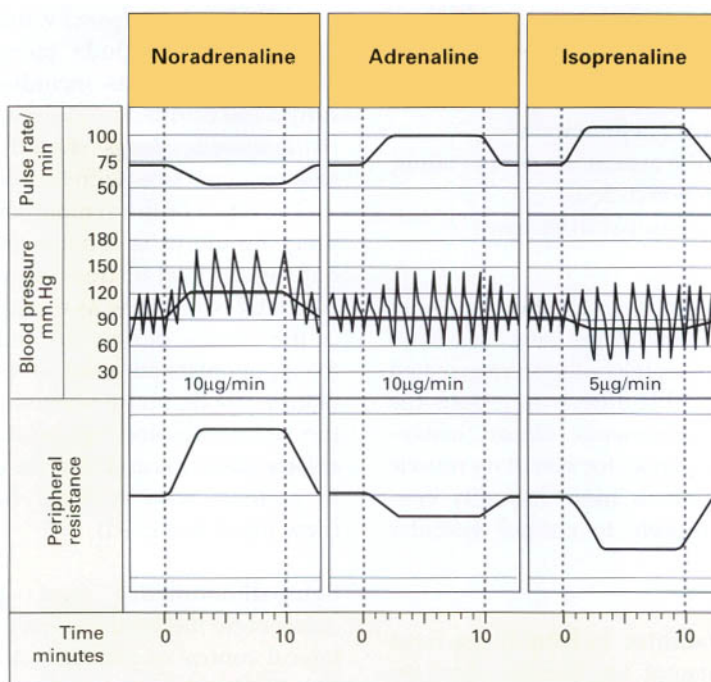 Noradrenaline
Adrenaline
Isoprenaline
Pulse rate/
min
100
75
50
Blood pressure
mm.Hg
180
150
120
90
60
30
10μg/min
10μg/min
5μg/min
Peripheral
resistance
Time
minutes
0
10
0
10
0
10